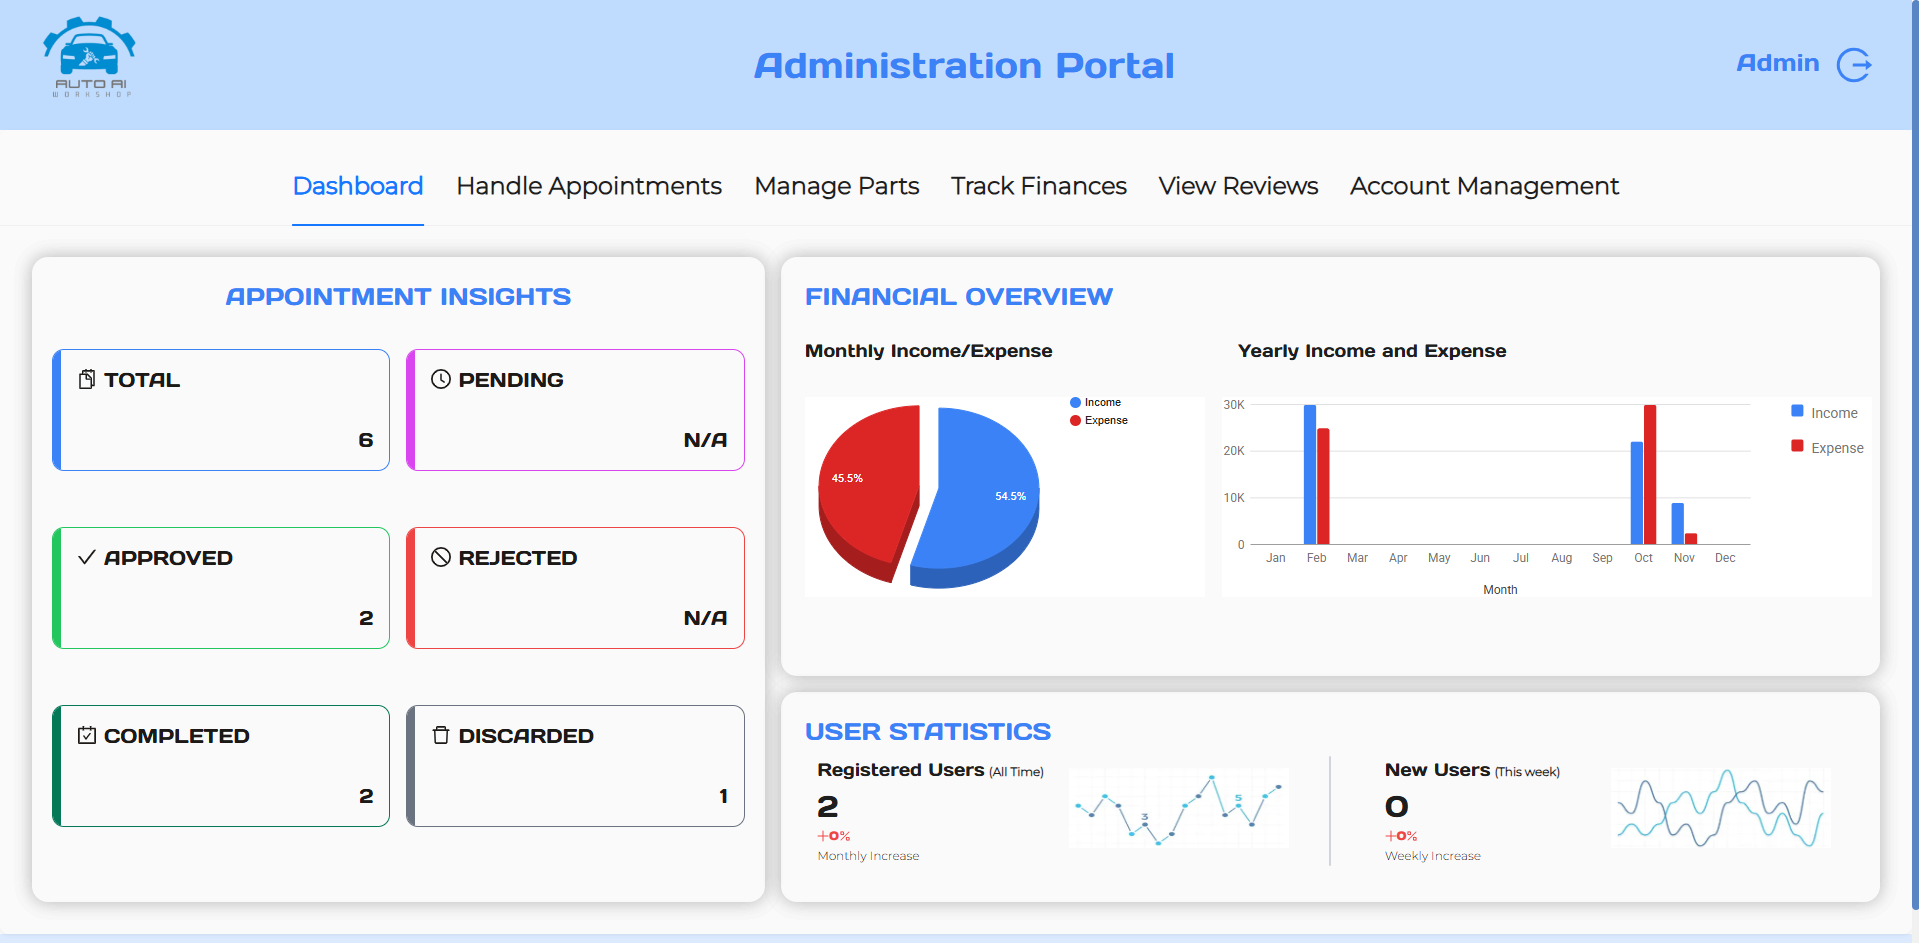 AUTO AI
WORKSHOP
Administration Portal
Admin
Dashboard
Handle Appointments
Manage Parts
Track Finances
View Reviews
Account Management
APPOINTMENT INSIGHTS
TOTAL
6
PENDING
N/A
APPROVED
2
REJECTED
N/A
COMPLETED
2
DISCARDED
1
FINANCIAL OVERVIEW
Monthly Income/Expense
45.5%
54.5%
Income
Expense
Yearly Income and Expense
30K
20K
10K
0
Jan Feb Mar Apr May Jun Jul Aug Sep Oct Nov Dec
Month
Income
Expense
USER STATISTICS
Registered Users (All Time)
2
+0%
Monthly Increase
3
5
New Users (This week)
0
+0%
Weekly Increase